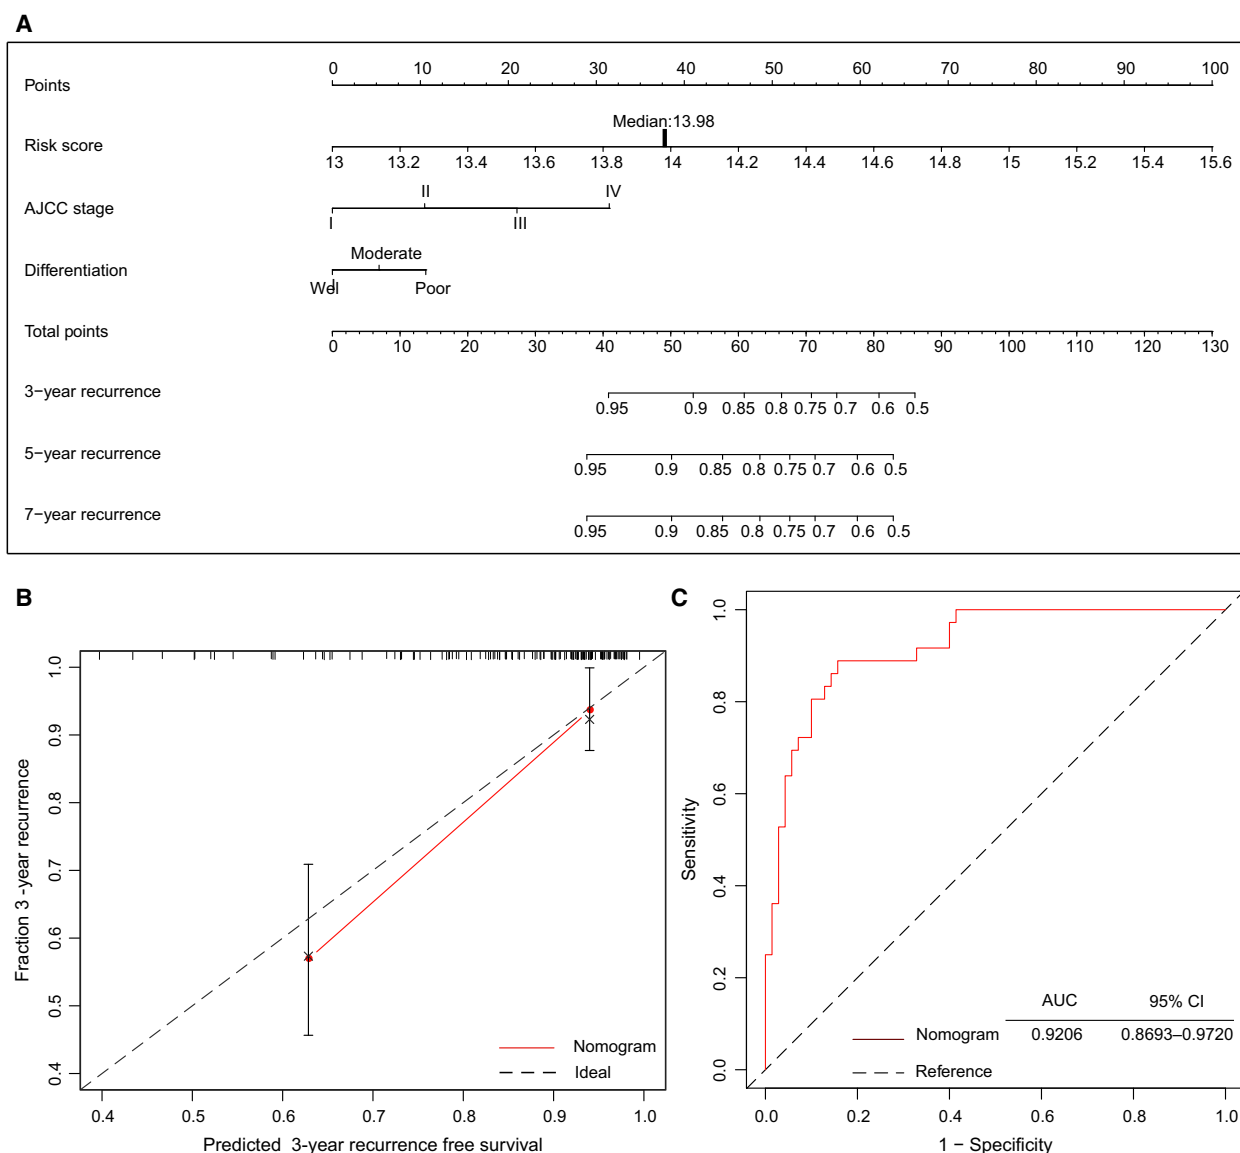 A
Points
0 10 20 30 40 50 60 70 80 90 100
Median:13.98
Risk score
13 13.2 13.4 13.6 13.8 14 14.2 14.4 14.6 14.8 15 15.2 15.4 15.6
II IV
AJCC stage
I III
Moderate
Differentiation
Well Poor
Total points
0 10 20 30 40 50 60 70 80 90 100 110 120 130
3−year recurrence
0.95 0.9 0.85 0.8 0.75 0.7 0.6 0.5
5−year recurrence
0.95 0.9 0.85 0.8 0.75 0.7 0.6 0.5
7−year recurrence
0.95 0.9 0.85 0.8 0.75 0.7 0.6 0.5
B
Fraction 3 -year recurrence
1.0
0.9
0.8
0.7
0.6
0.5
0.4
Nomogram
Ideal
0.4 0.5 0.6 0.7 0.8 0.9 1.0
Predicted 3-year recurrence free survival
C
Sensitivity
1.0
0.8
0.6
0.4
0.2
0.0
AUC 95% CI
Nomogram 0.9206 0.8693–0.9720
Reference
0.0 0.2 0.4 0.6 0.8 1.0
1 − Specificity